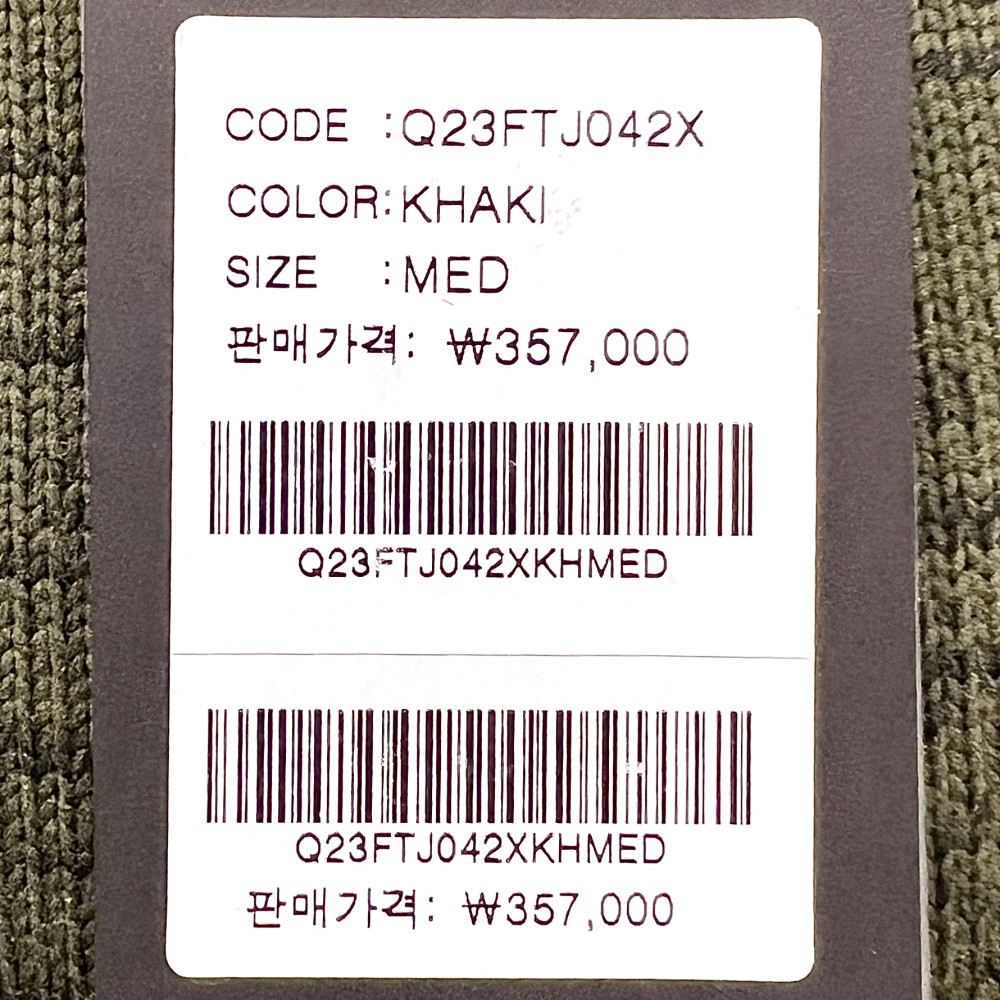 CODE :Q23FTJ042X
COLOR:KHAKI
SIZE :MED
판매가격: ₩357,000
Q23FTJ042XKHMED
Q23FTJ042XKHMED
판매가격: ₩357,000